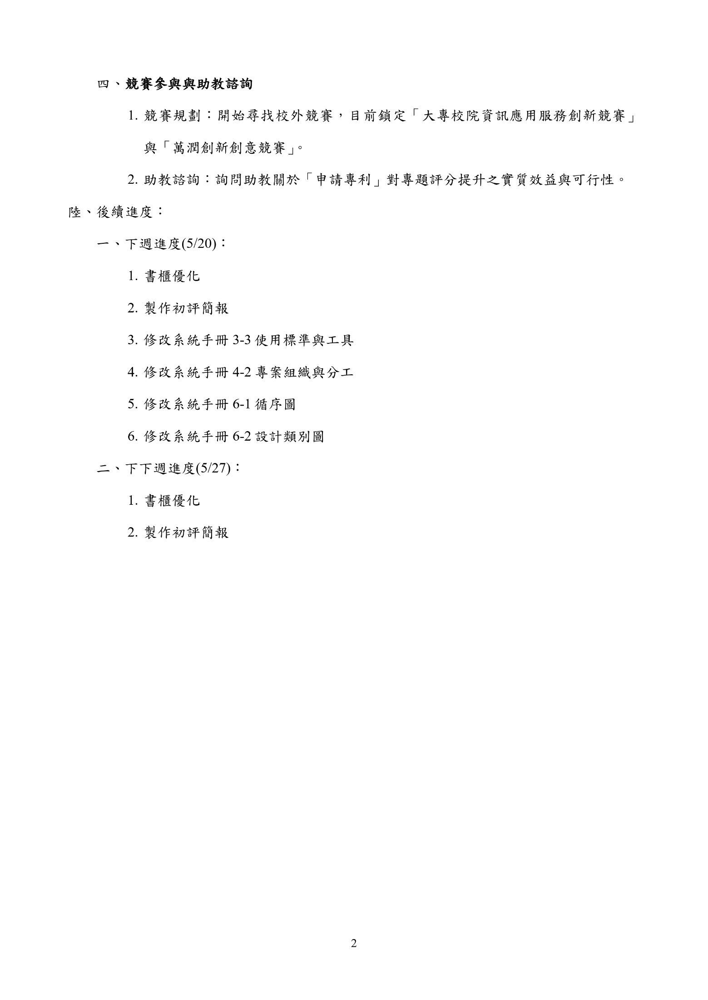 四、競賽參與與助教諮詢
1. 競賽規劃：開始尋找校外競賽，目前鎖定「大專校院資訊應用服務創新競賽」
與「萬潤創新創意競賽」。
2. 助教諮詢：詢問助教關於「申請專利」對專題評分提升之實質效益與可行性。
陸、後續進度：
一、下週進度(5/20)：
1. 書櫃優化
2. 製作初評簡報
3. 修改系統手冊 3-3 使用標準與工具
4. 修改系統手冊 4-2 專案組織與分工
5. 修改系統手冊 6-1 循序圖
6. 修改系統手冊 6-2 設計類別圖
二、下下週進度(5/27)：
1. 書櫃優化
2. 製作初評簡報
2